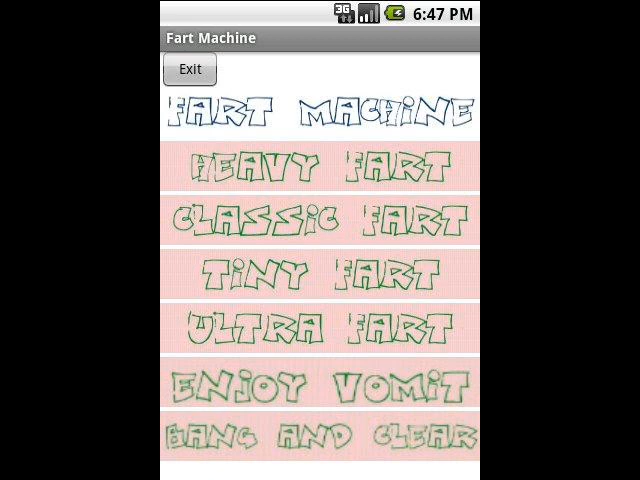 3G 6:47 PM
Fart Machine
Exit
FART MACHiNE
HEAVY FART
CLASSiC FART
TiNY FART
ULTRA FART
ENJOY VOMiT
BANG AND CLEAR